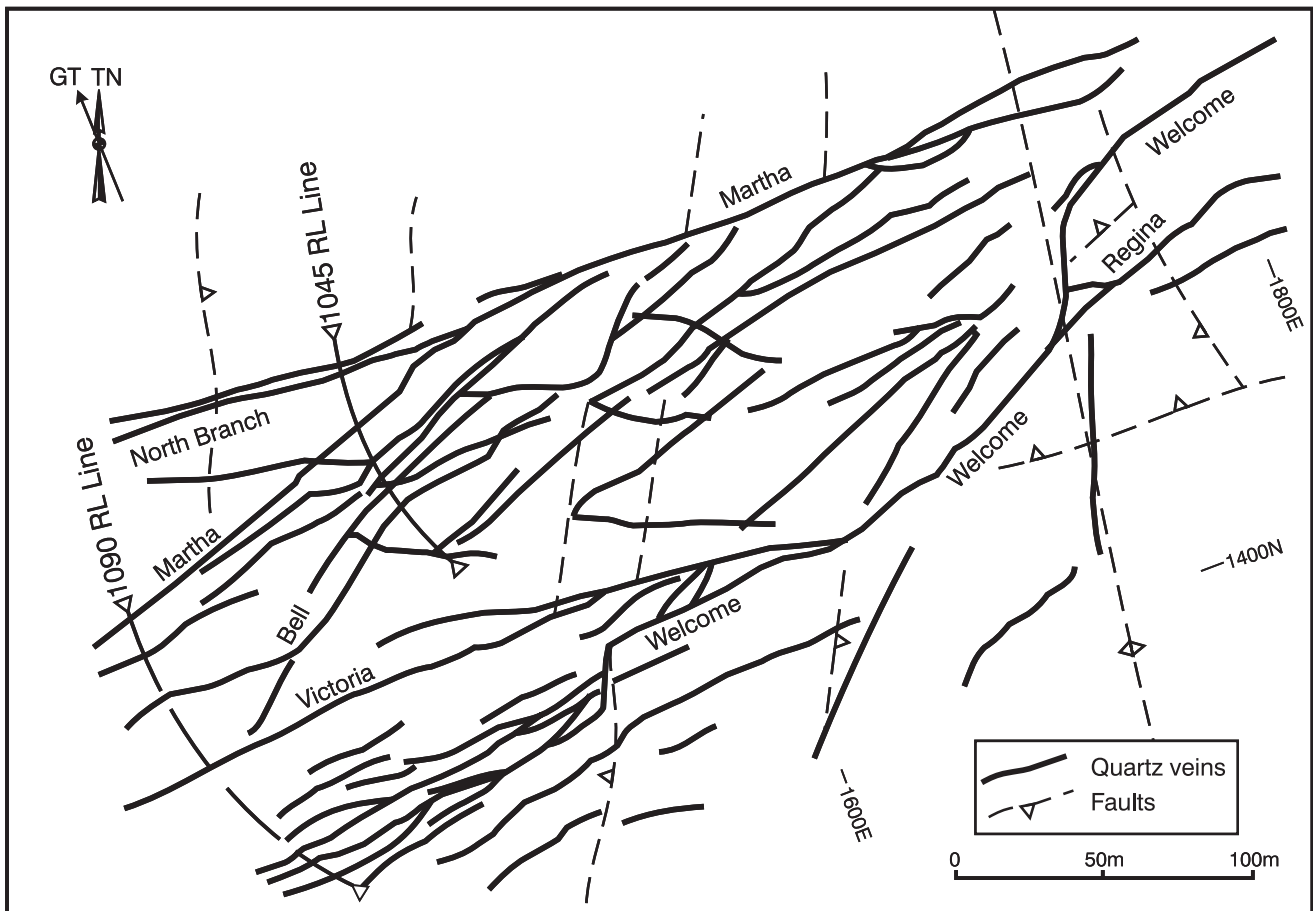 GT TN
1045 RL Line
Martha
Welcome
Regina
1800E
North Branch
1090 RL Line
Martha
Welcome
1400N
Bell
Welcome
Victoria
1600E
Quartz veins
Faults
0 50m 100m